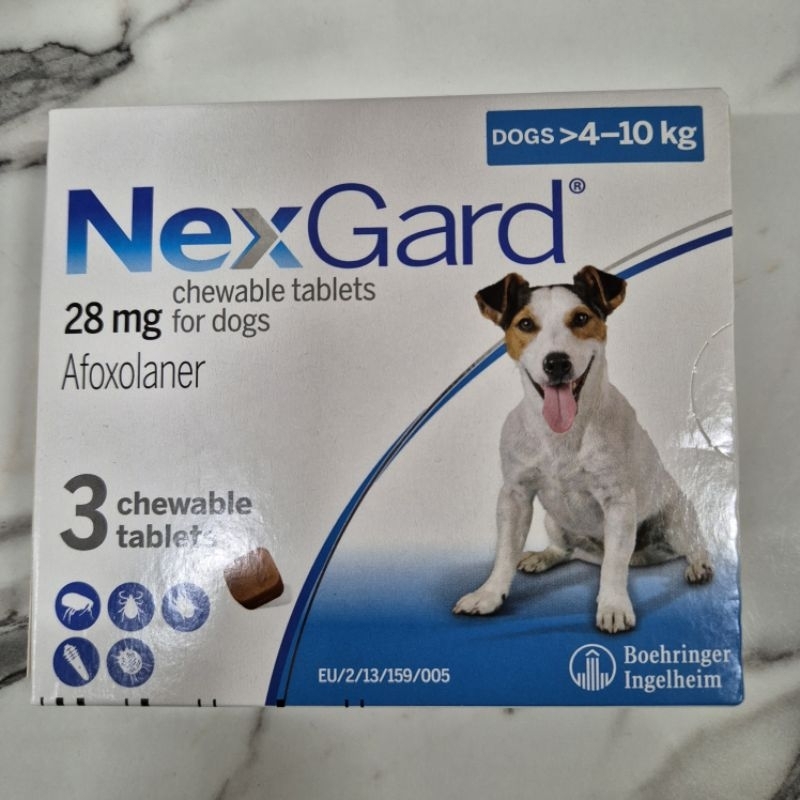 DOGS >4–10 kg
NexGard®
28 mg chewable tablets
for dogs
Afoxolaner
3 chewable
tablets
EU/2/13/159/005
Boehringer
Ingelheim